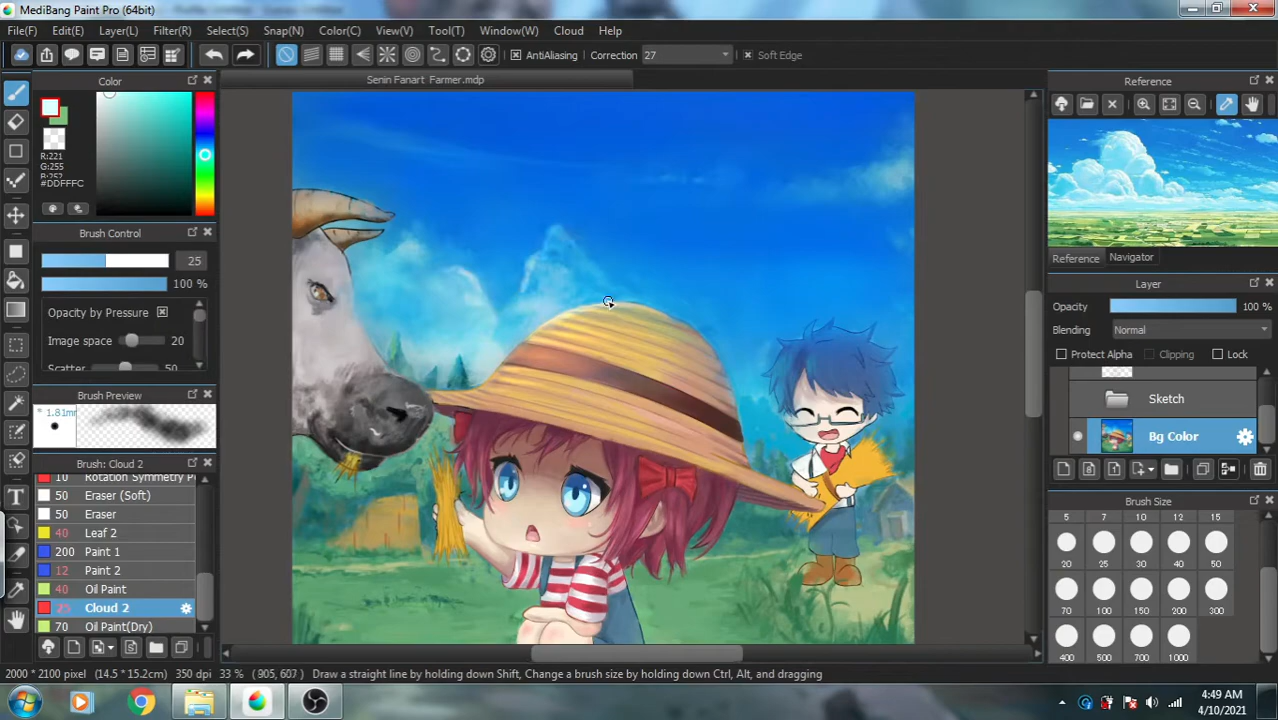 MediBang Paint Pro (64bit)
File(F) Edit(E) Layer(L) Filter(R) Select(S) Snap(N) Color(C) View(V) Tool(T) Window(W) Cloud Help
AntiAliasing Correction 27 Soft Edge
Color
Senin Fanart Farmer.mdp
Reference
R:221
G:255
B:252
#DDFFFC
Brush Control
25
100 %
Opacity by Pressure
Image space 20
Scatter 50
Reference Navigator
Layer
Opacity 100 %
Blending Normal
Protect Alpha Clipping Lock
Sketch
Bg Color
Brush Preview
* 1.81mm
Brush: Cloud 2
10 Rotation Symmetry P
50 Eraser (Soft)
50 Eraser
40 Leaf 2
200 Paint 1
12 Paint 2
40 Oil Paint
25 Cloud 2
70 Oil Paint(Dry)
Brush Size
5 7 10 12 15
20 25 30 40 50
70 100 150 200 300
400 500 700 1000
2000 * 2100 pixel (14.5 * 15.2cm) 350 dpi 33 % (905, 607) Draw a straight line by holding down Shift, Change a brush size by holding down Ctrl, Alt, and dragging
4:49 AM
4/10/2021